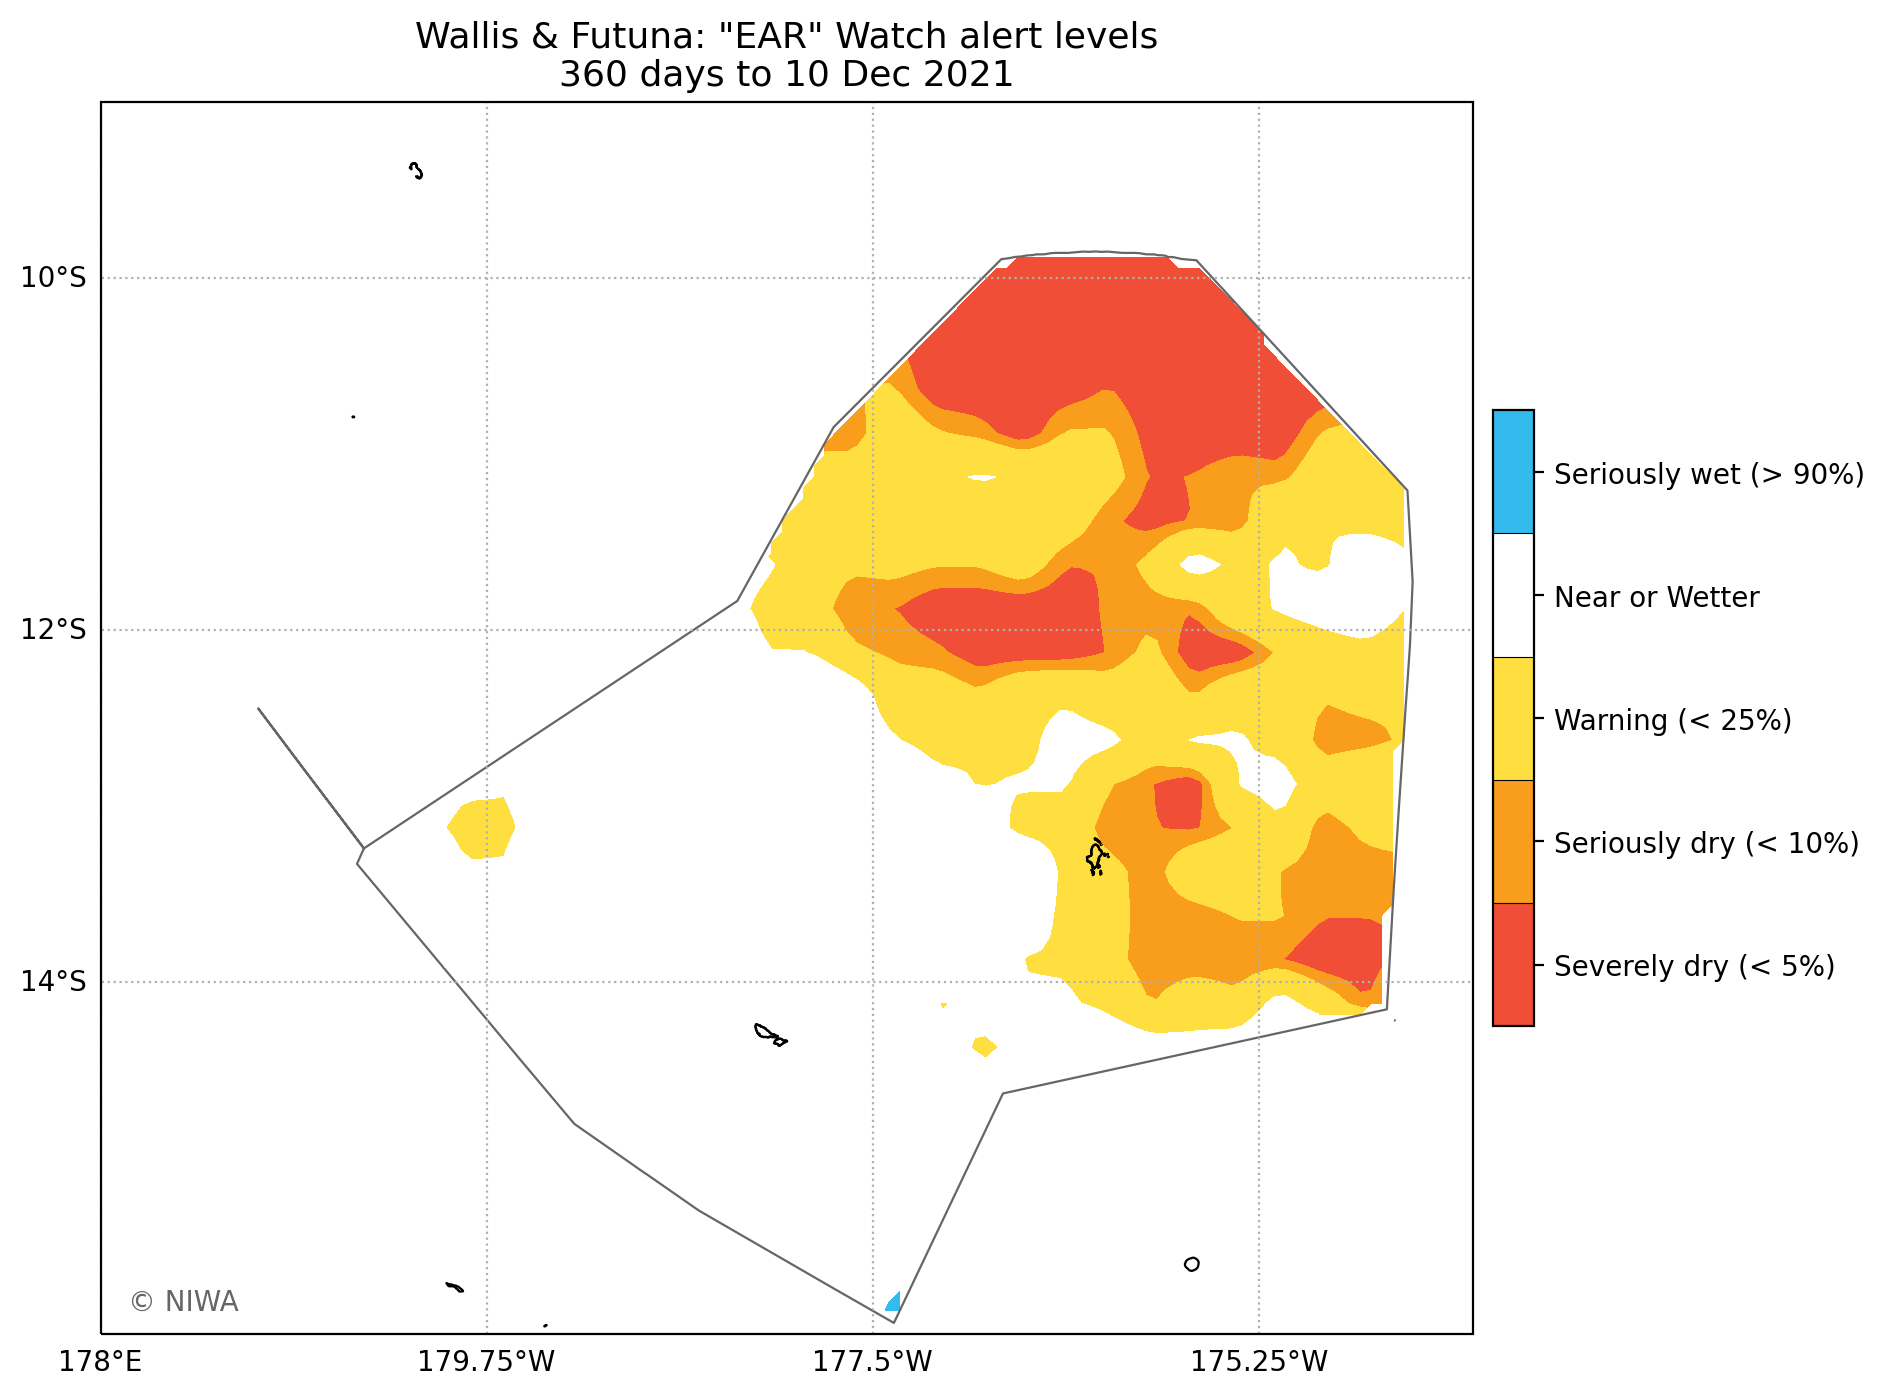 Wallis & Futuna: "EAR" Watch alert levels
360 days to 10 Dec 2021
10°S
12°S
14°S
178°E
179.75°W
177.5°W
175.25°W
© NIWA
Seriously wet (> 90%)
Near or Wetter
Warning (< 25%)
Seriously dry (< 10%)
Severely dry (< 5%)